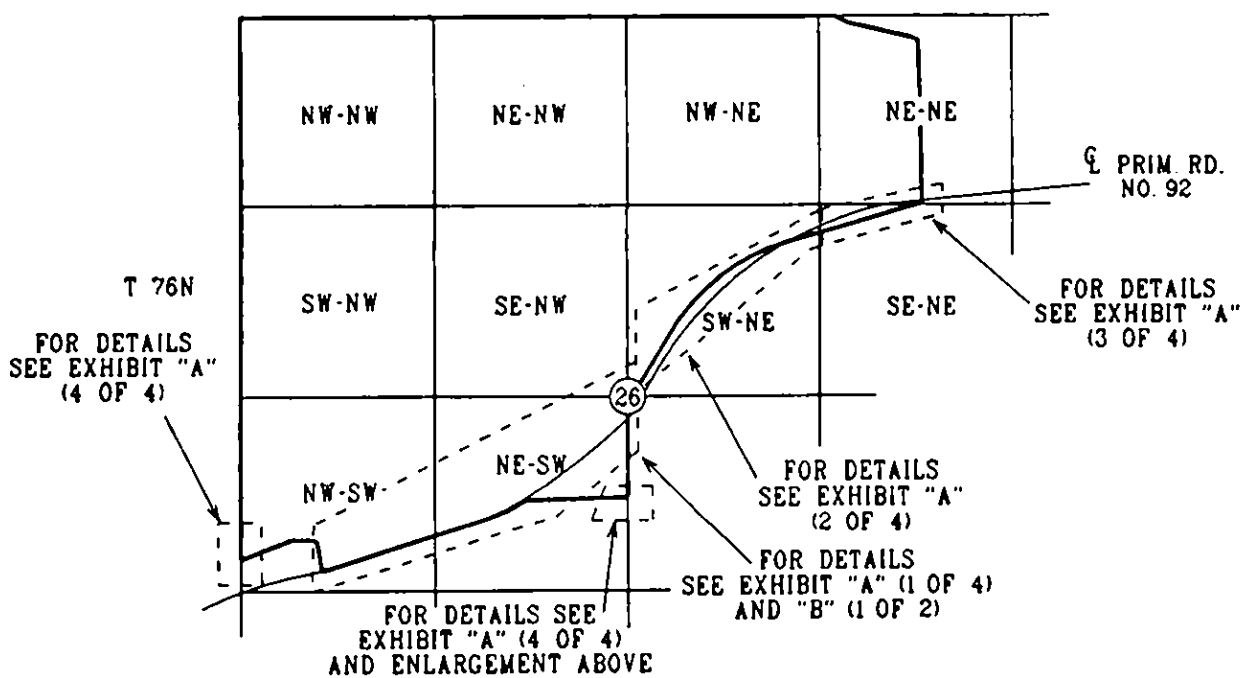 NW-NW
NE-NW
NW-NE
NE-NE
℄ PRIM. RD.
NO. 92
T 76N
SW-NW
SE-NW
SW-NE
SE-NE
FOR DETAILS
SEE EXHIBIT "A"
(3 OF 4)
FOR DETAILS
SEE EXHIBIT "A"
(4 OF 4)
26
NW-SW
NE-SW
FOR DETAILS
SEE EXHIBIT "A"
(2 OF 4)
FOR DETAILS
SEE EXHIBIT "A" (1 OF 4)
AND "B" (1 OF 2)
FOR DETAILS SEE
EXHIBIT "A" (4 OF 4)
AND ENLARGEMENT ABOVE